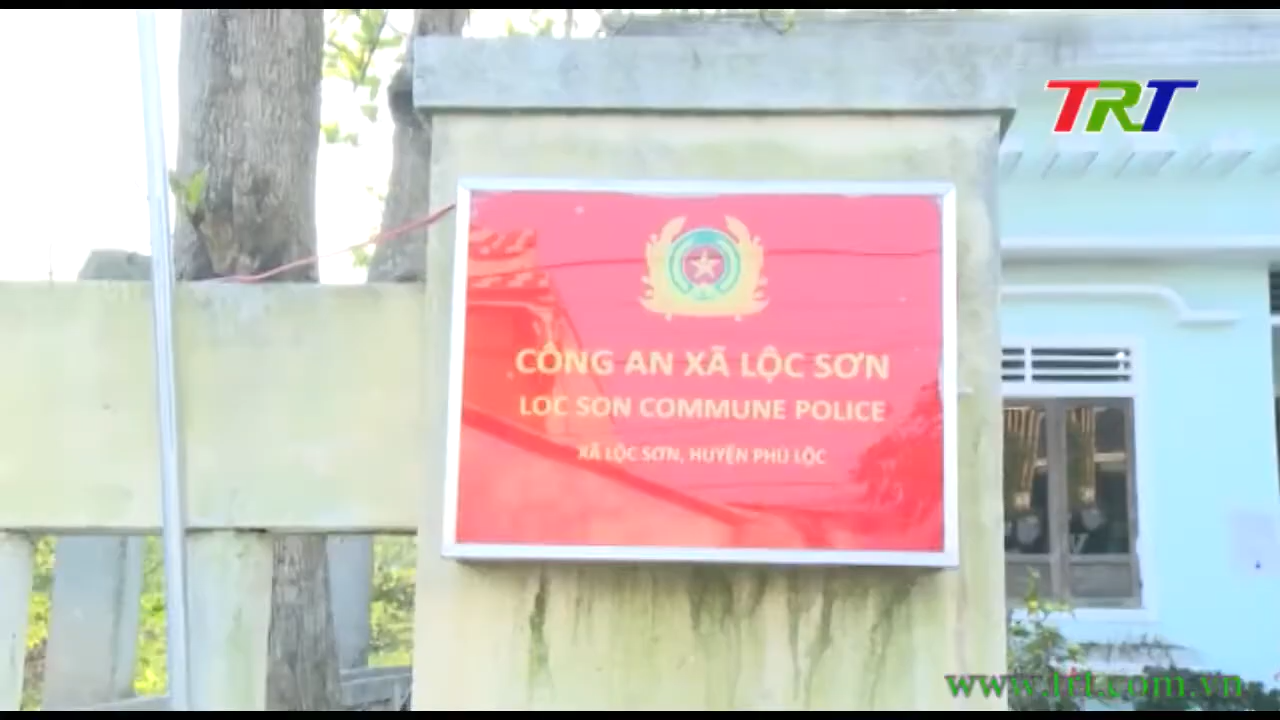 TRT
CÔNG AN XÃ LỘC SƠN
LOC SON COMMUNE POLICE
XÃ LỘC SƠN, HUYỆN PHÚ LỘC
www.trt.com.vn